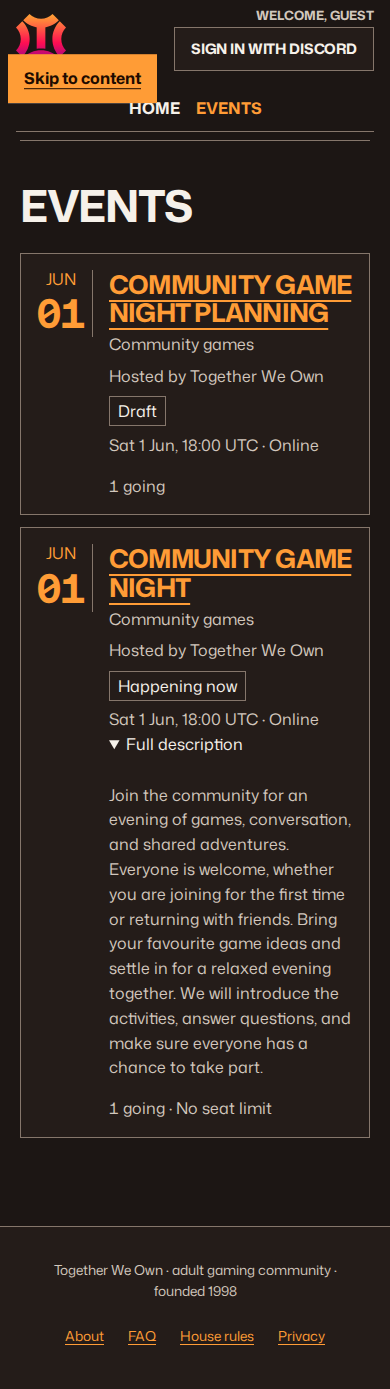 WELCOME, GUEST
SIGN IN WITH DISCORD
Skip to content
HOME EVENTS
EVENTS
JUN
01
COMMUNITY GAME
NIGHT PLANNING
Community games
Hosted by Together We Own
Draft
Sat 1 Jun, 18:00 UTC · Online
1 going
JUN
01
COMMUNITY GAME
NIGHT
Community games
Hosted by Together We Own
Happening now
Sat 1 Jun, 18:00 UTC · Online
▼ Full description
Join the community for an
evening of games, conversation,
and shared adventures.
Everyone is welcome, whether
you are joining for the first time
or returning with friends. Bring
your favourite game ideas and
settle in for a relaxed evening
together. We will introduce the
activities, answer questions, and
make sure everyone has a
chance to take part.
1 going · No seat limit
Together We Own · adult gaming community ·
founded 1998
About FAQ House rules Privacy